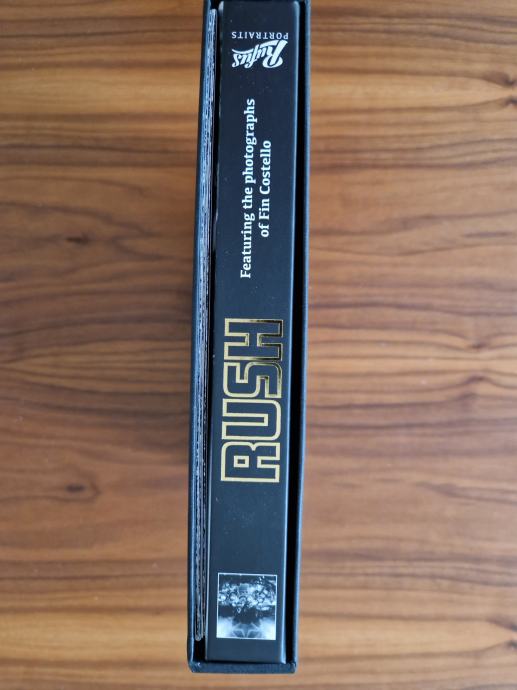 RUSH
Featuring the photographs
of Fin Costello
Rufus
PORTRAITS